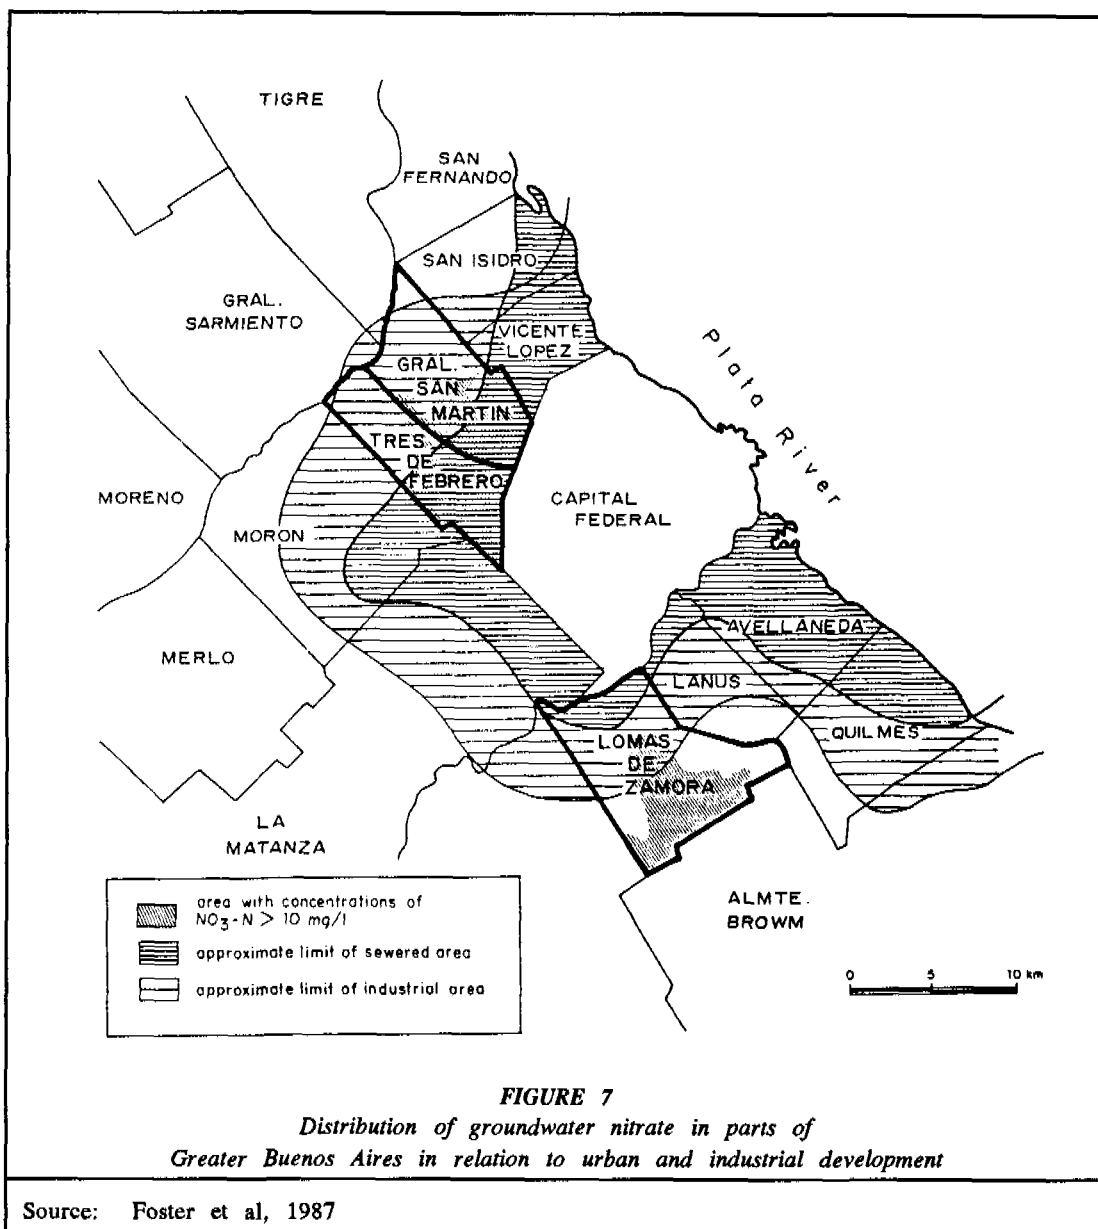 TIGRE
SAN
FERNANDO
SAN ISIDRO
GRAL.
SARMIENTO
VICENTE
LOPEZ
GRAL.
SAN
MARTIN
TRES
DE
FEBRERO
Plata River
MORENO
MORON
CAPITAL
FEDERAL
MERLO
AVELLANEDA
LANUS
QUILMES
LOMAS
DE
ZAMORA
LA
MATANZA
ALMTE.
BROWM
area with concentrations of
NO3-N > 10 mg/l
approximate limit of sewered area
approximate limit of industrial area
0 5 10 km
FIGURE 7
Distribution of groundwater nitrate in parts of
Greater Buenos Aires in relation to urban and industrial development
Source: Foster et al, 1987